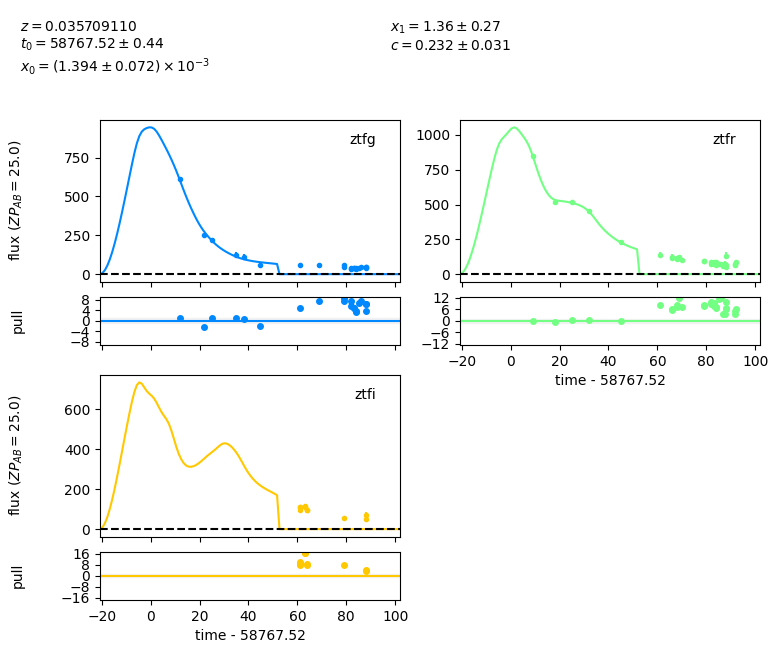 z = 0.035709110
t₀ = 58767.52 ± 0.44
x₀ = (1.394 ± 0.072) × 10⁻³
x₁ = 1.36 ± 0.27
c = 0.232 ± 0.031
ztfg
flux (ZP_AB = 25.0)
750
500
250
0
ztfr
1000
750
500
250
0
pull
8
4
0
−4
−8
12
6
0
−6
−12
−20 0 20 40 60 80 100
time - 58767.52
ztfi
flux (ZP_AB = 25.0)
600
400
200
0
pull
16
8
0
−8
−16
−20 0 20 40 60 80 100
time - 58767.52